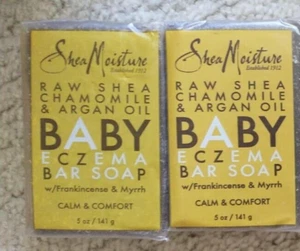 SheaMoisture
Established 1912
RAW SHEA
CHAMOMILE
& ARGAN OIL
BABY
ECZEMA
BAR SOAP
w/Frankincense & Myrrh
CALM & COMFORT
5 oz / 141 g
SheaMoisture
Established 1912
RAW SHEA
CHAMOMILE
& ARGAN OIL
BABY
ECZEMA
BAR SOAP
w/Frankincense & Myrrh
CALM & COMFORT
5 oz / 141 g